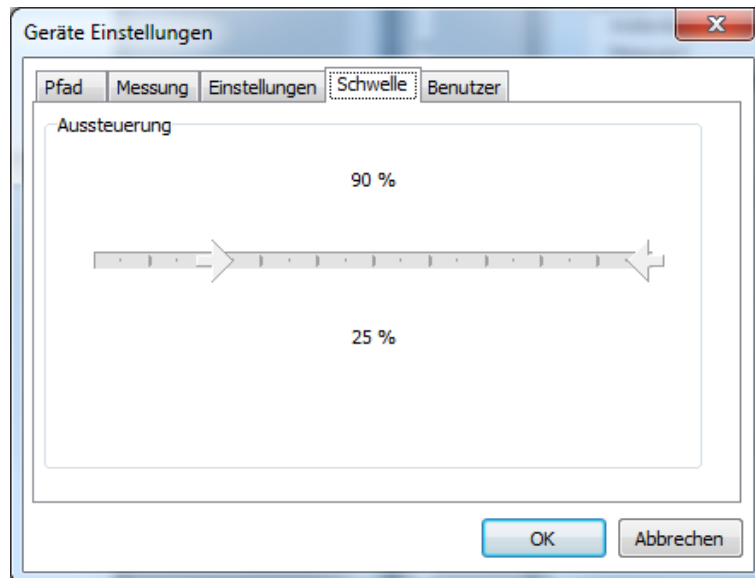 Geräte Einstellungen
Pfad Messung Einstellungen Schwelle Benutzer
Aussteuerung
90 %
25 %
OK Abbrechen